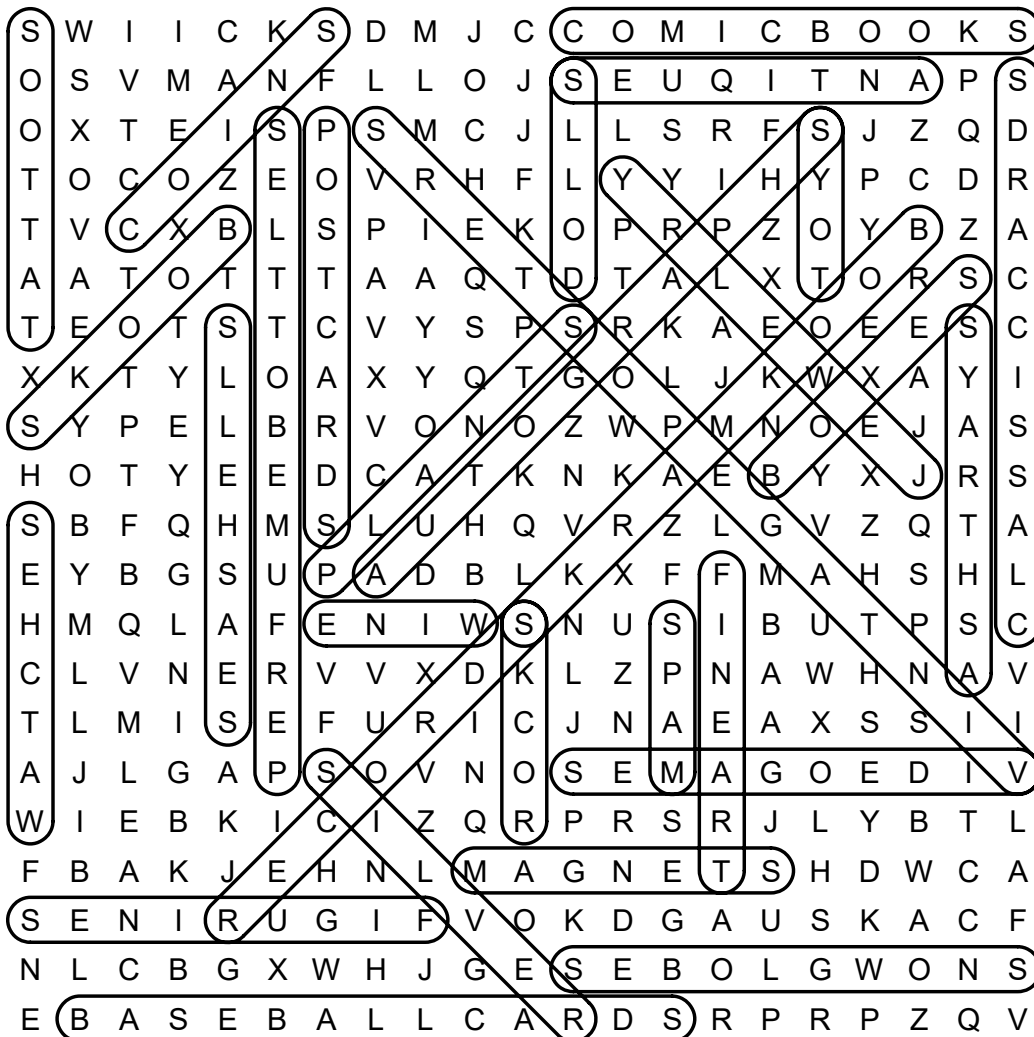 S W I I C K S D M J C C O M I C B O O K S
O S V M A N F L L O J S E U Q I T N A P S
O X T E I S P S M C J L L S R F S J Z Q D
T O C O Z E O V R H F L Y Y I H Y P C D R
T V C X B L S P I E K O P R P Z O Y B Z A
A A T O T T T A A Q T D T A L X T O R S C
T E O T S T C V Y S P S R K A E O E E S C
X K T Y L O A X Y Q T G O L J K W X A Y I
S Y P E L B R V O N O Z W P M N O E J A S
H O T Y E E D C A T K N K A E B Y X J R S
S B F Q H M S L U H Q V R Z L G V Z Q T A
E Y B G S U P A D B L K X F F M A H S H L
H M Q L A F E N I W S N U S I B U T P S C
C L V N E R V V X D K L Z P N A W H N A V
T L M I S E F U R I C J N A E A X S S I I
A J L G A P S O V N O S E M A G O E D I V
W I E B K I C I Z Q R P R S R J L Y B T L
F B A K J E H N L M A G N E T S H D W C A
S E N I R U G I F V O K D G A U S K A C F
N L C B G X W H J G E S E B O L G W O N S
E B A S E B A L L C A R D S R P R P Z Q V